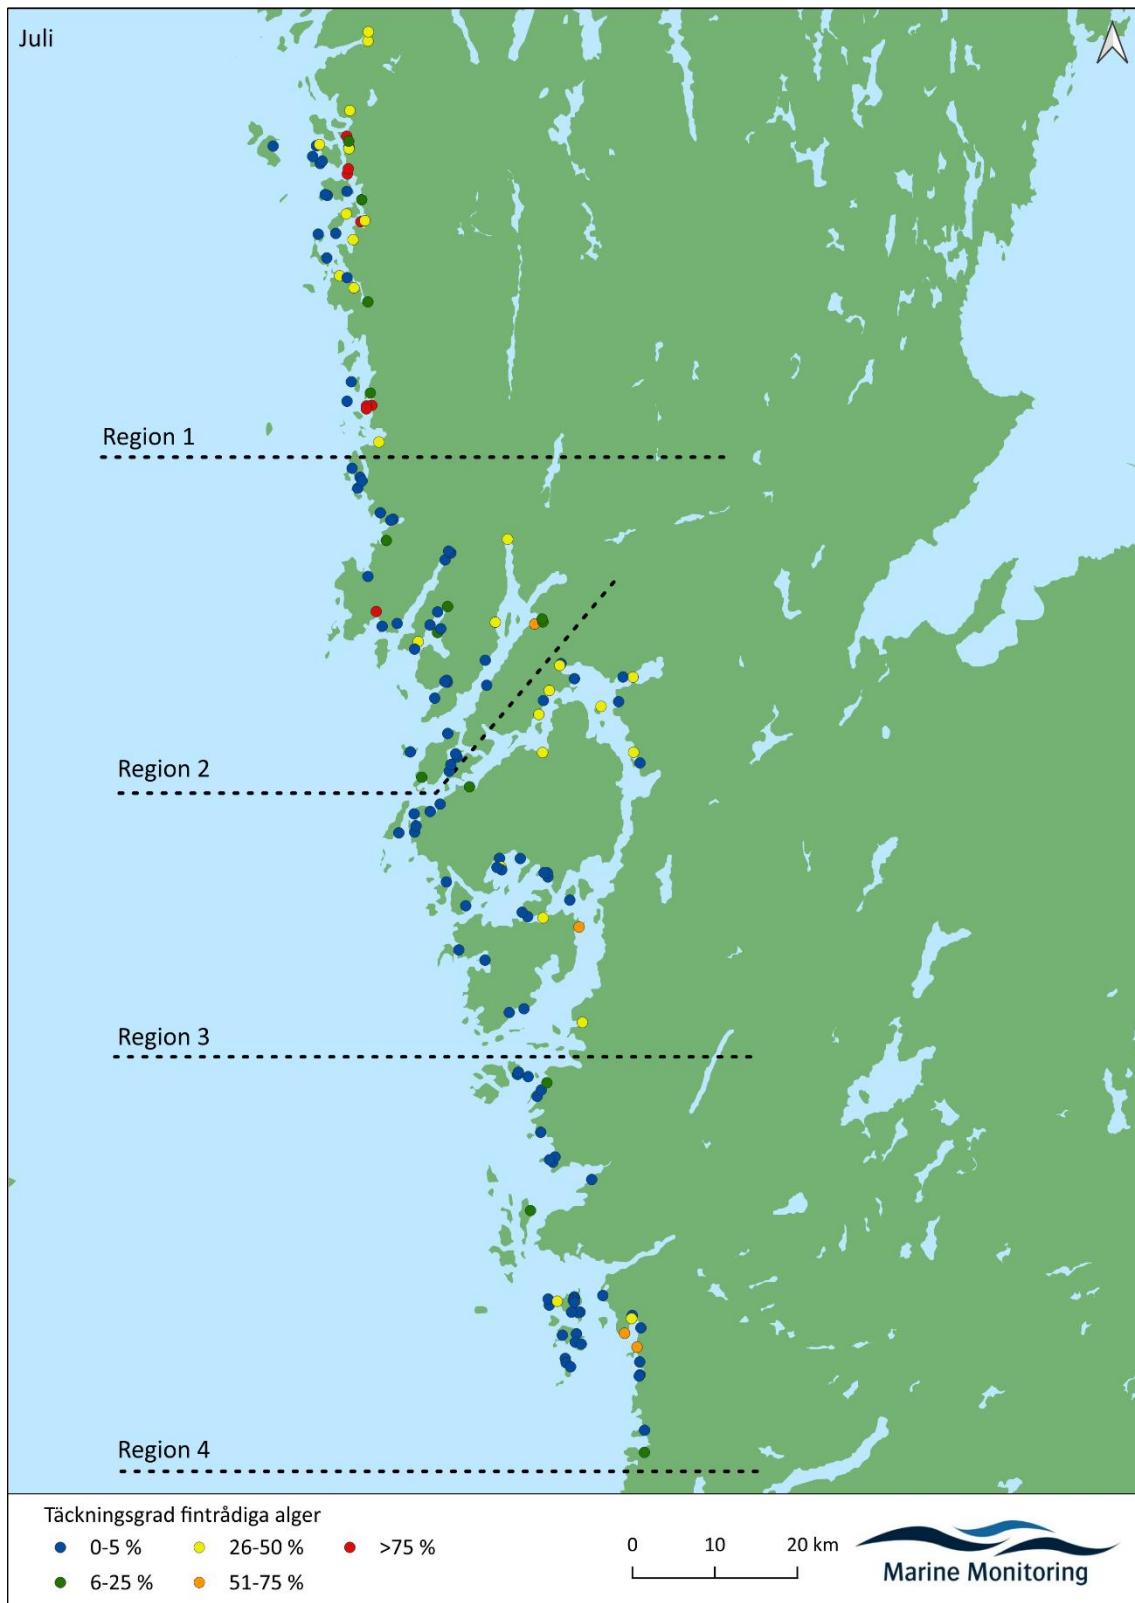 Juli
Region 1
Region 2
Region 3
Region 4
Täckningsgrad fintrådiga alger
0-5 %
26-50 %
>75 %
6-25 %
51-75 %
0 10 20 km
Marine Monitoring